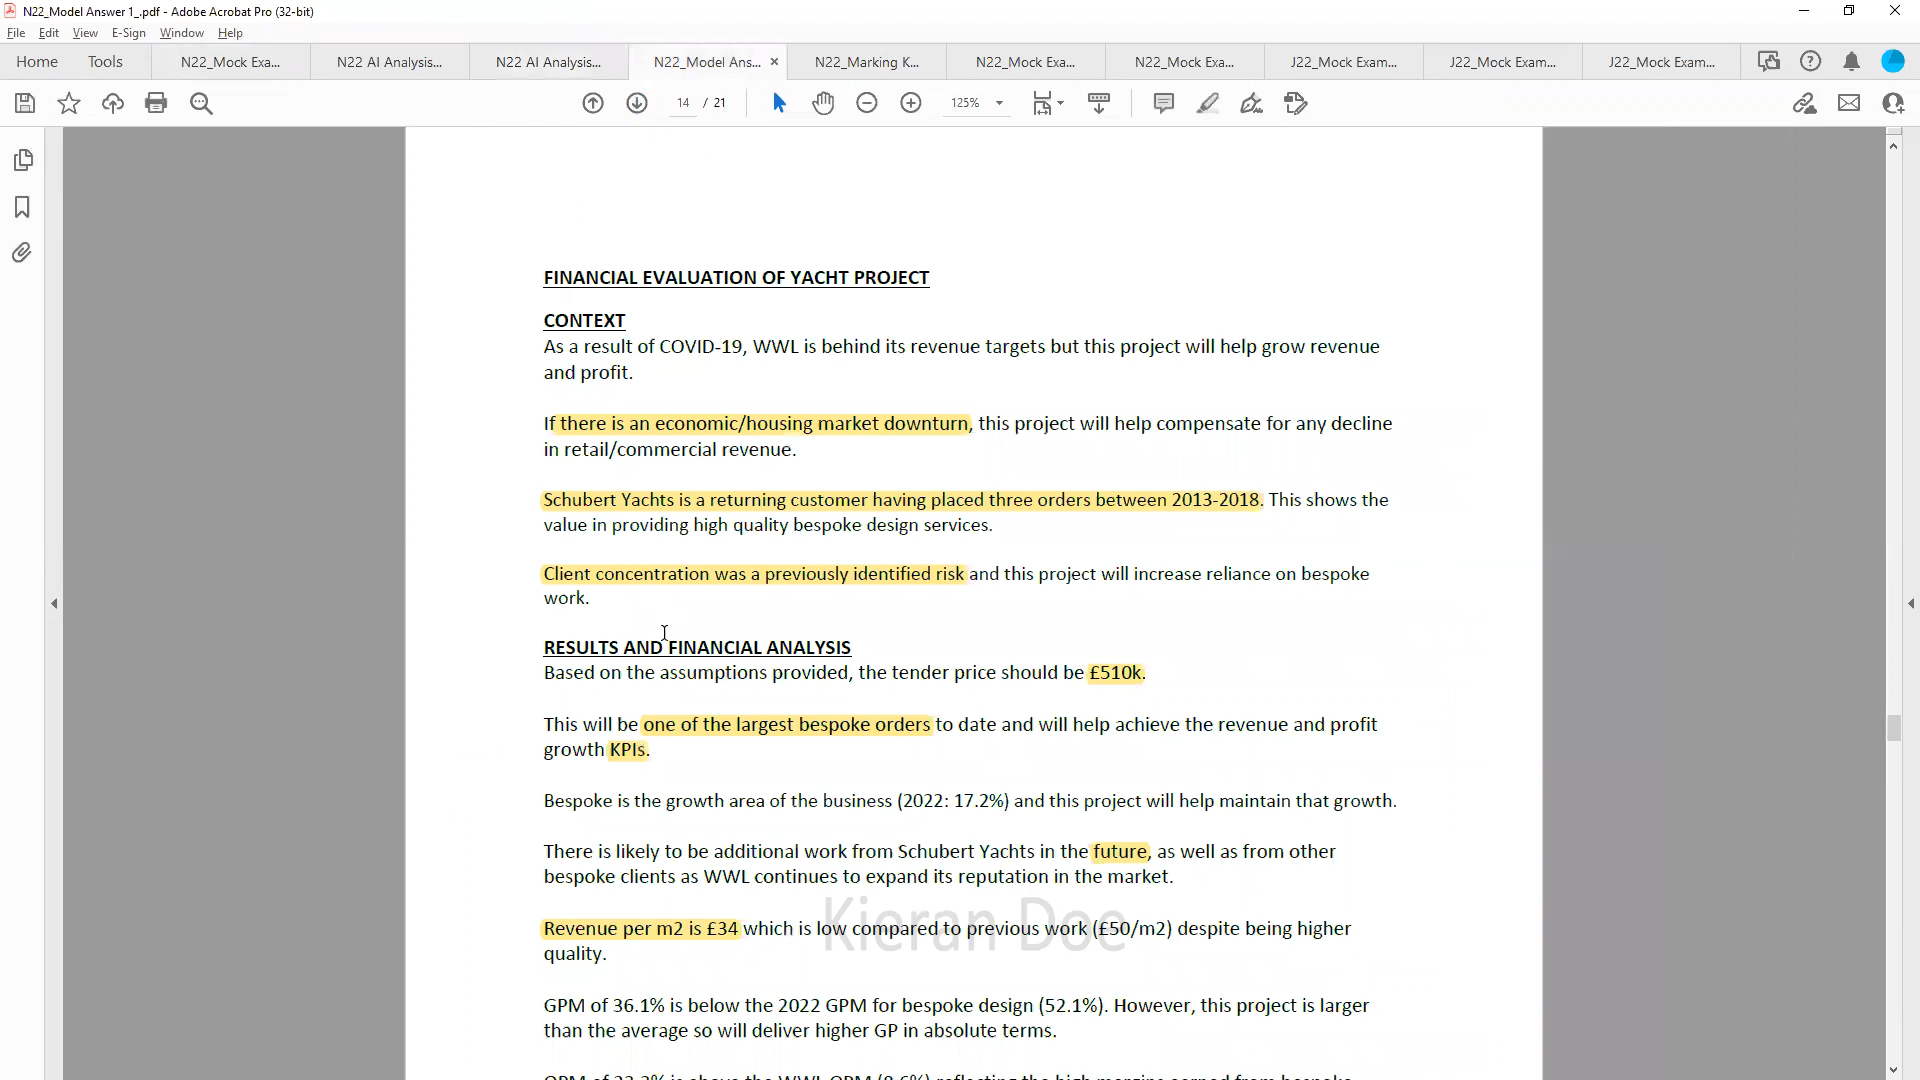 N22_Model Answer 1_.pdf - Adobe Acrobat Pro (32-bit)
File Edit View E-Sign Window Help
Home Tools N22_Mock Exa... N22 AI Analysis... N22 AI Analysis... N22_Model Ans... × N22_Marking K... N22_Mock Exa... N22_Mock Exa... J22_Mock Exam... J22_Mock Exam... J22_Mock Exam...
14 / 21 125%
FINANCIAL EVALUATION OF YACHT PROJECT
CONTEXT
As a result of COVID-19, WWL is behind its revenue targets but this project will help grow revenue
and profit.
If there is an economic/housing market downturn, this project will help compensate for any decline
in retail/commercial revenue.
Schubert Yachts is a returning customer having placed three orders between 2013-2018. This shows the
value in providing high quality bespoke design services.
Client concentration was a previously identified risk and this project will increase reliance on bespoke
work.
RESULTS AND FINANCIAL ANALYSIS
Based on the assumptions provided, the tender price should be £510k.
This will be one of the largest bespoke orders to date and will help achieve the revenue and profit
growth KPIs.
Bespoke is the growth area of the business (2022: 17.2%) and this project will help maintain that growth.
There is likely to be additional work from Schubert Yachts in the future, as well as from other
bespoke clients as WWL continues to expand its reputation in the market.
Kieran Doe
Revenue per m2 is £34 which is low compared to previous work (£50/m2) despite being higher
quality.
GPM of 36.1% is below the 2022 GPM for bespoke design (52.1%). However, this project is larger
than the average so will deliver higher GP in absolute terms.